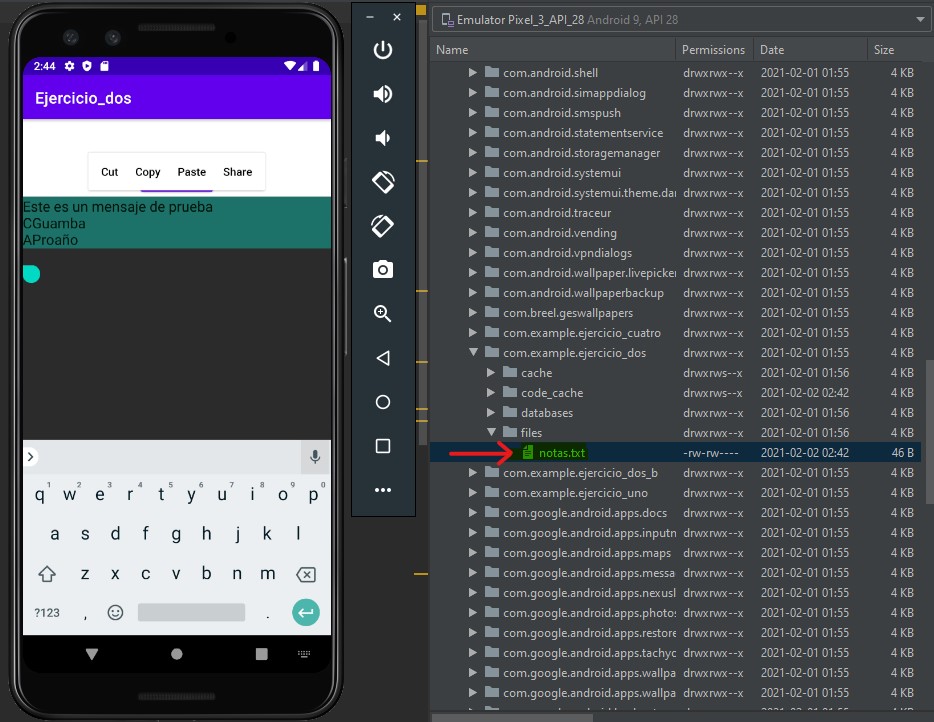 2:44
Ejercicio_dos
Cut Copy Paste Share
Este es un mensaje de prueba
CGuamba
AProaño
q1 w2 e3 r4 t5 y6 u7 i8 o9 p0
a s d f g h j k l
z x c v b n m
?123 , .
Emulator Pixel_3_API_28 Android 9, API 28
Name Permissions Date Size
com.android.shell drwxrwx--x 2021-02-01 01:55 4 KB
com.android.simappdialog drwxrwx--x 2021-02-01 01:55 4 KB
com.android.smspush drwxrwx--x 2021-02-01 01:55 4 KB
com.android.statementservice drwxrwx--x 2021-02-01 01:55 4 KB
com.android.storagemanager drwxrwx--x 2021-02-01 01:55 4 KB
com.android.systemui drwxrwx--x 2021-02-01 01:55 4 KB
com.android.systemui.theme.dar drwxrwx--x 2021-02-01 01:55 4 KB
com.android.traceur drwxrwx--x 2021-02-01 01:55 4 KB
com.android.vending drwxrwx--x 2021-02-01 01:55 4 KB
com.android.vpndialogs drwxrwx--x 2021-02-01 01:55 4 KB
com.android.wallpaper.livepicker drwxrwx--x 2021-02-01 01:55 4 KB
com.android.wallpaperbackup drwxrwx--x 2021-02-01 01:55 4 KB
com.breel.geswallpapers drwxrwx--x 2021-02-01 01:55 4 KB
com.example.ejercicio_cuatro drwxrwx--x 2021-02-01 01:55 4 KB
com.example.ejercicio_dos drwxrwx--x 2021-02-01 01:55 4 KB
cache drwxrws--x 2021-02-01 01:56 4 KB
code_cache drwxrws--x 2021-02-02 02:42 4 KB
databases drwxrwx--x 2021-02-01 01:56 4 KB
files drwxrwx--x 2021-02-01 01:56 4 KB
notas.txt -rw-rw---- 2021-02-02 02:42 46 B
com.example.ejercicio_dos_b drwxrwx--x 2021-02-01 01:55 4 KB
com.example.ejercicio_uno drwxrwx--x 2021-02-01 01:55 4 KB
com.google.android.apps.docs drwxrwx--x 2021-02-01 01:55 4 KB
com.google.android.apps.inputn drwxrwx--x 2021-02-01 01:55 4 KB
com.google.android.apps.maps drwxrwx--x 2021-02-01 01:55 4 KB
com.google.android.apps.messa drwxrwx--x 2021-02-01 01:55 4 KB
com.google.android.apps.nexusl drwxrwx--x 2021-02-01 01:55 4 KB
com.google.android.apps.photos drwxrwx--x 2021-02-01 01:55 4 KB
com.google.android.apps.restore drwxrwx--x 2021-02-01 01:55 4 KB
com.google.android.apps.tachyc drwxrwx--x 2021-02-01 01:55 4 KB
com.google.android.apps.wallpa drwxrwx--x 2021-02-01 01:55 4 KB
com.google.android.apps.wallpa drwxrwx--x 2021-02-01 01:55 4 KB